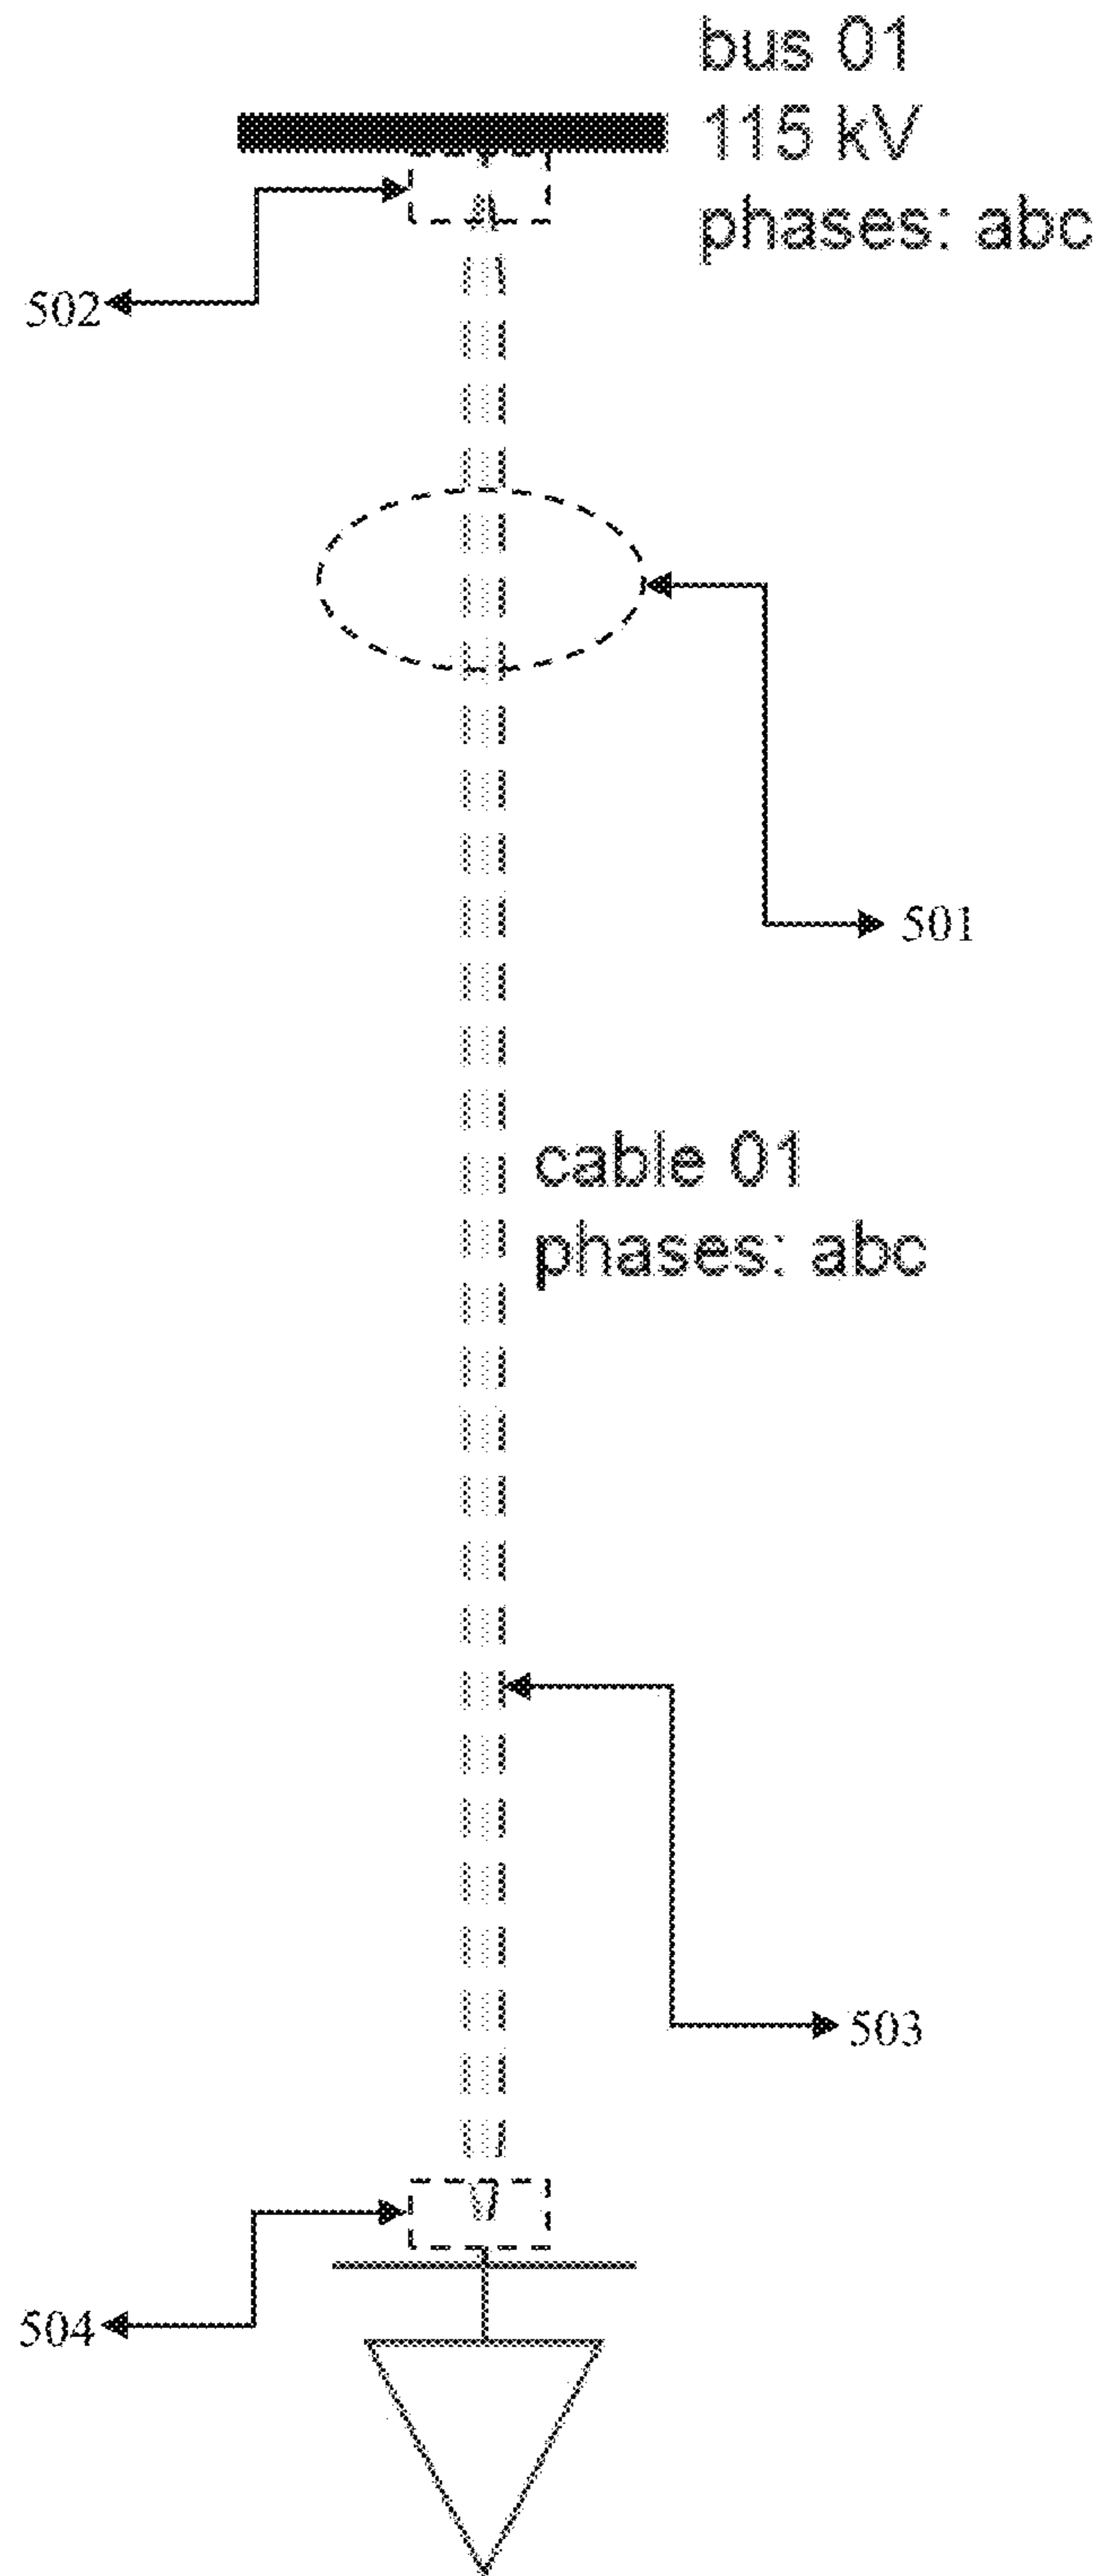 bus 01
115 kV
phases: abc
502
501
cable 01
phases: abc
503
504